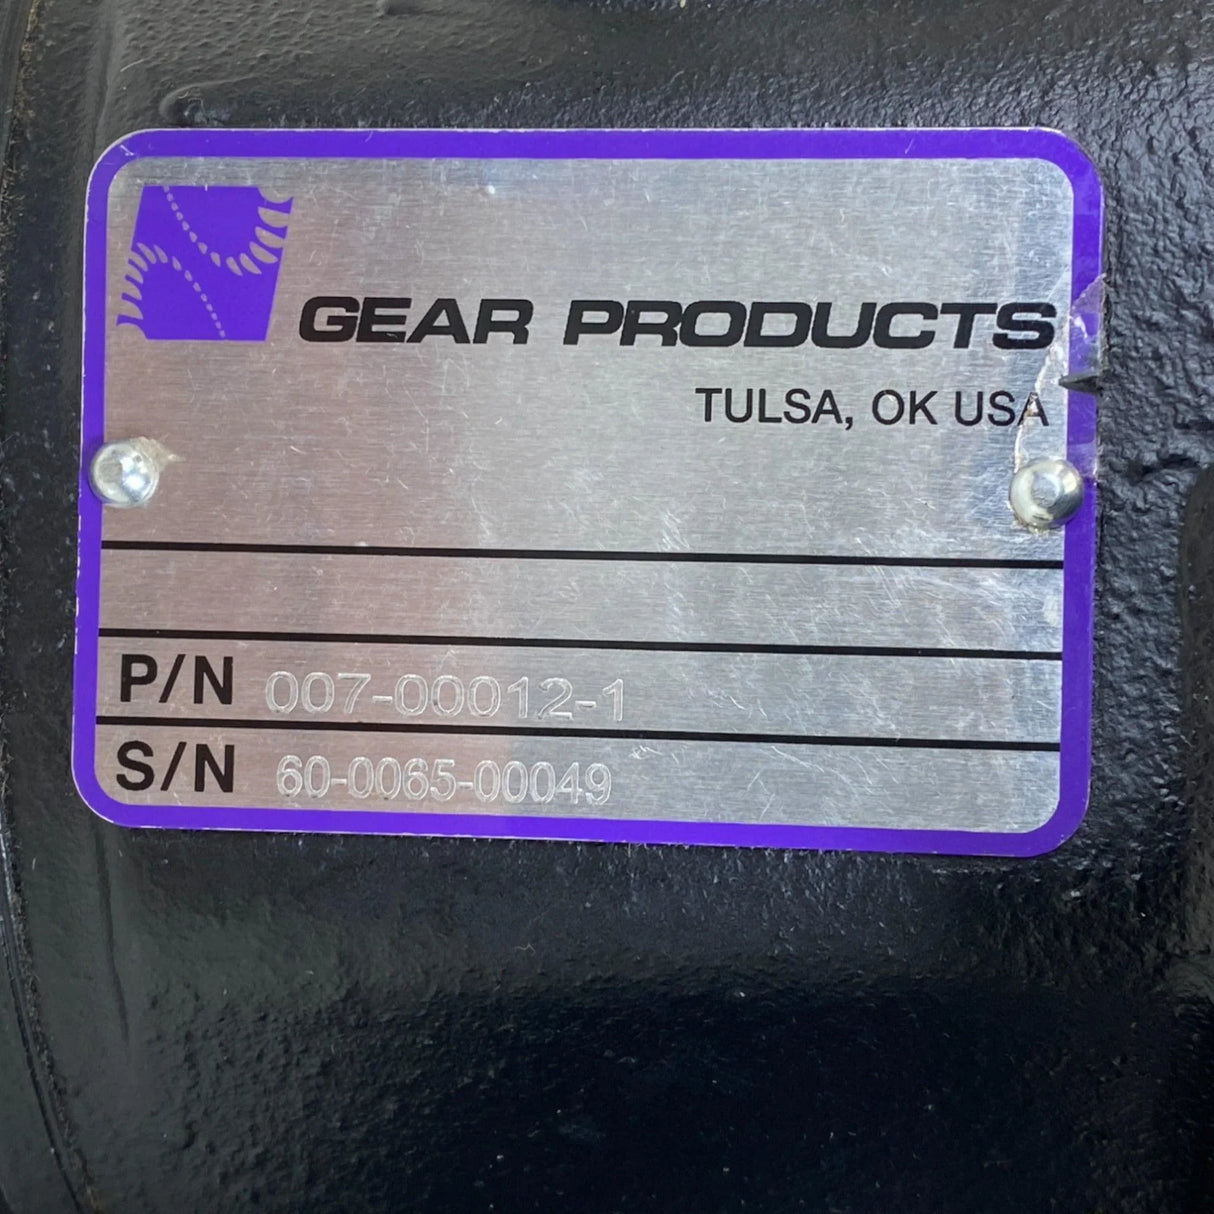 GEAR PRODUCTS
TULSA, OK USA
P/N 007-00012-1
S/N 60-0065-00049